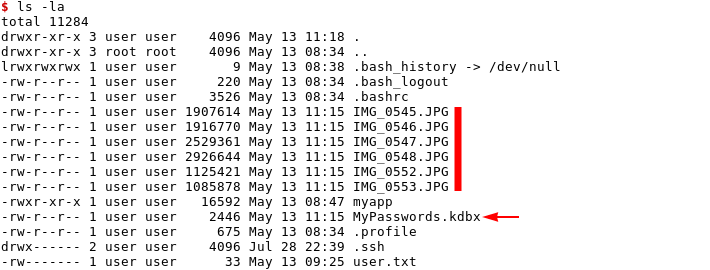 $ ls -la
total 11284
drwxr-xr-x 3 user user    4096 May 13 11:18 .
drwxr-xr-x 3 root root    4096 May 13 08:34 ..
lrwxrwxrwx 1 user user       9 May 13 08:38 .bash_history -> /dev/null
-rw-r--r-- 1 user user     220 May 13 08:34 .bash_logout
-rw-r--r-- 1 user user    3526 May 13 08:34 .bashrc
-rw-r--r-- 1 user user 1907614 May 13 11:15 IMG_0545.JPG
-rw-r--r-- 1 user user 1916770 May 13 11:15 IMG_0546.JPG
-rw-r--r-- 1 user user 2529361 May 13 11:15 IMG_0547.JPG
-rw-r--r-- 1 user user 2926644 May 13 11:15 IMG_0548.JPG
-rw-r--r-- 1 user user 1125421 May 13 11:15 IMG_0552.JPG
-rw-r--r-- 1 user user 1085878 May 13 11:15 IMG_0553.JPG
-rwxr-xr-x 1 user user   16592 May 13 08:47 myapp
-rw-r--r-- 1 user user    2446 May 13 11:15 MyPasswords.kdbx
-rw-r--r-- 1 user user     675 May 13 08:34 .profile
drwx------ 2 user user    4096 Jul 28 22:39 .ssh
-rw------- 1 user user      33 May 13 09:25 user.txt